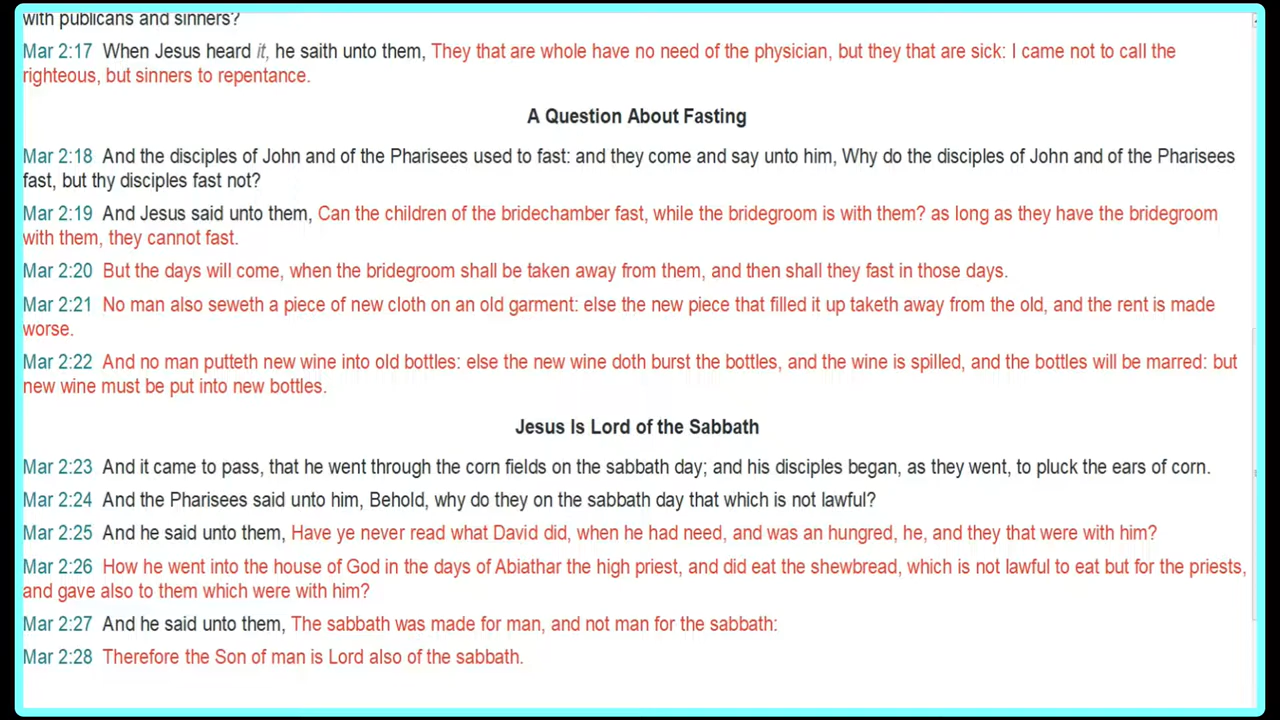 with publicans and sinners?
Mar 2:17 When Jesus heard it, he saith unto them, They that are whole have no need of the physician, but they that are sick: I came not to call the
righteous, but sinners to repentance.
A Question About Fasting
Mar 2:18 And the disciples of John and of the Pharisees used to fast: and they come and say unto him, Why do the disciples of John and of the Pharisees
fast, but thy disciples fast not?
Mar 2:19 And Jesus said unto them, Can the children of the bridechamber fast, while the bridegroom is with them? as long as they have the bridegroom
with them, they cannot fast.
Mar 2:20 But the days will come, when the bridegroom shall be taken away from them, and then shall they fast in those days.
Mar 2:21 No man also seweth a piece of new cloth on an old garment: else the new piece that filled it up taketh away from the old, and the rent is made
worse.
Mar 2:22 And no man putteth new wine into old bottles: else the new wine doth burst the bottles, and the wine is spilled, and the bottles will be marred: but
new wine must be put into new bottles.
Jesus Is Lord of the Sabbath
Mar 2:23 And it came to pass, that he went through the corn fields on the sabbath day; and his disciples began, as they went, to pluck the ears of corn.
Mar 2:24 And the Pharisees said unto him, Behold, why do they on the sabbath day that which is not lawful?
Mar 2:25 And he said unto them, Have ye never read what David did, when he had need, and was an hungred, he, and they that were with him?
Mar 2:26 How he went into the house of God in the days of Abiathar the high priest, and did eat the shewbread, which is not lawful to eat but for the priests,
and gave also to them which were with him?
Mar 2:27 And he said unto them, The sabbath was made for man, and not man for the sabbath:
Mar 2:28 Therefore the Son of man is Lord also of the sabbath.